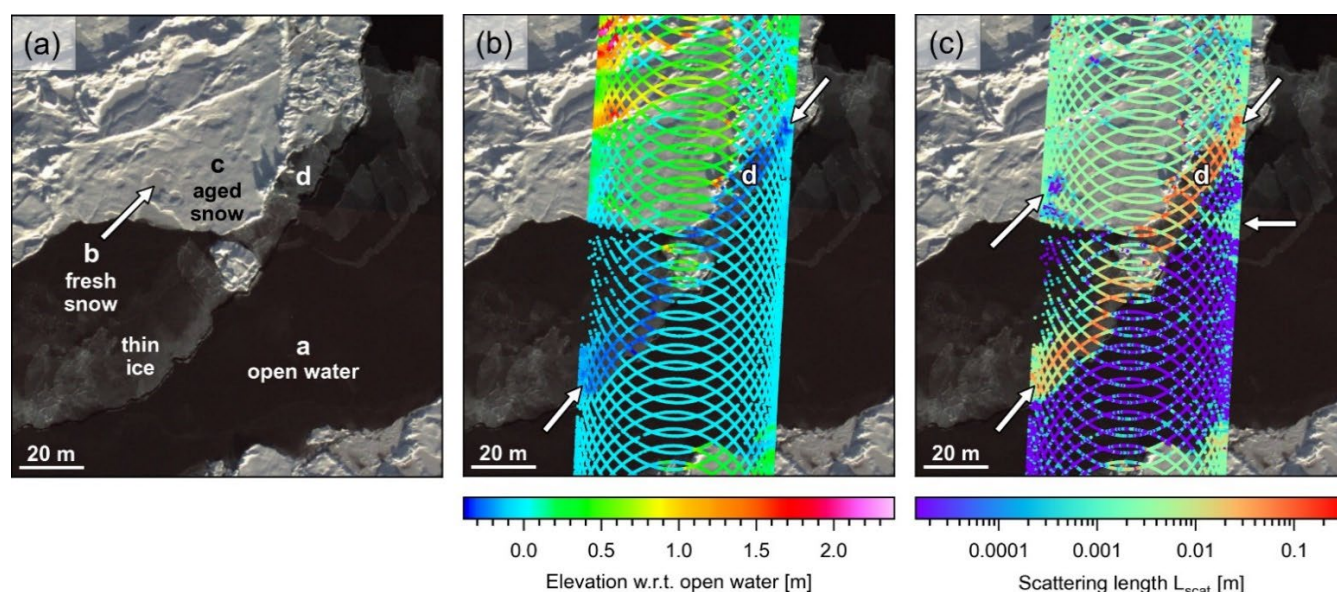 (a)
c
aged
snow
d
b
fresh
snow
thin
ice
a
open water
20 m
(b)
d
20 m
0.0 0.5 1.0 1.5 2.0
Elevation w.r.t. open water [m]
(c)
d
20 m
0.0001 0.001 0.01 0.1
Scattering length Lscat [m]